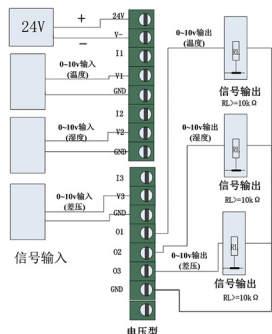 24V
+
−
24V
V-
I1
V1
GND
I2
V2
GND
I3
V3
GND
O1
O2
O3
GND
0~10v输入
(温度)
0~10v输入
(湿度)
0~10v输入
(差压)
信号输入
0~10v输出
(温度)
0~10v输出
(湿度)
0~10v输出
(差压)
RL
信号输出
RL>=10kΩ
RL
信号输出
RL>=10kΩ
RL
信号输出
RL>=10kΩ
电压型